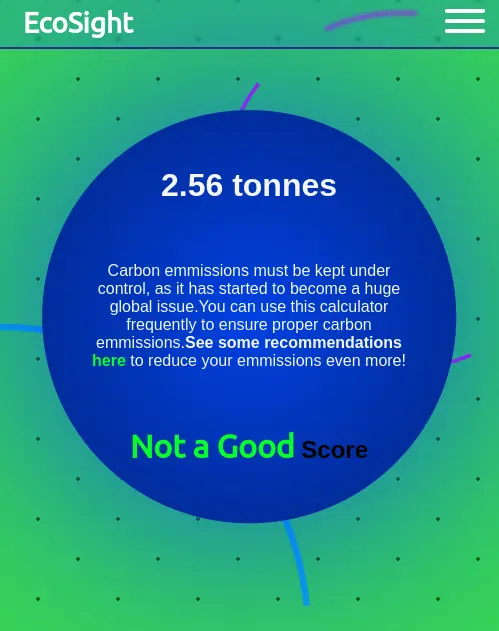 EcoSight
2.56 tonnes
Carbon emmissions must be kept under
control, as it has started to become a huge
global issue.You can use this calculator
frequently to ensure proper carbon
emmissions.See some recommendations
here to reduce your emmissions even more!
Not a Good Score